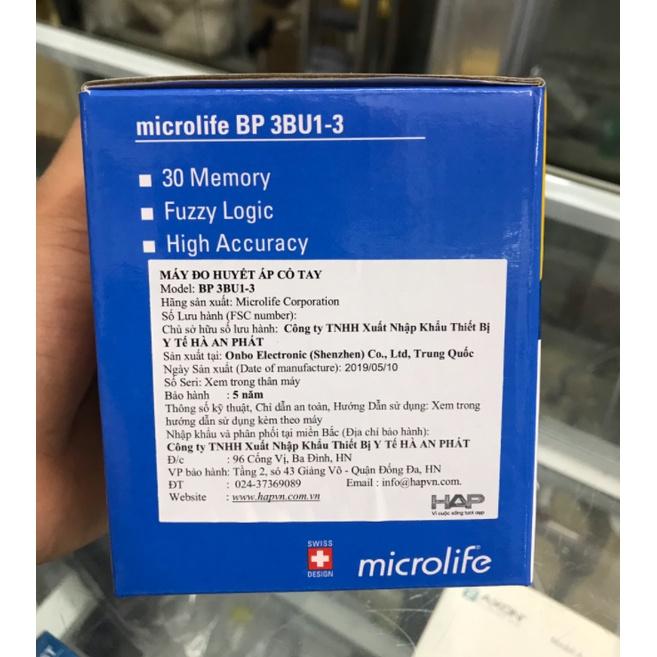 microlife BP 3BU1-3
30 Memory
Fuzzy Logic
High Accuracy
MÁY ĐO HUYẾT ÁP CỔ TAY
Model: BP 3BU1-3
Hãng sản xuất: Microlife Corporation
Số Lưu hành (FSC number):
Chủ sở hữu số lưu hành: Công ty TNHH Xuất Nhập Khẩu Thiết Bị
Y TẾ HÀ AN PHÁT
Sản xuất tại: Onbo Electronic (Shenzhen) Co., Ltd, Trung Quốc
Ngày Sản xuất (Date of manufacture): 2019/05/10
Số Seri: Xem trong thân máy
Bảo hành : 5 năm
Thông số kỹ thuật, Chỉ dẫn an toàn, Hướng Dẫn sử dụng: Xem trong
hướng dẫn sử dụng kèm theo máy
Nhập khẩu và phân phối tại miền Bắc (Địa chỉ bảo hành):
Công ty TNHH Xuất Nhập Khẩu Thiết Bị Y TẾ HÀ AN PHÁT
Đ/c : 96 Cống Vị, Ba Đình, HN
VP bảo hành: Tầng 2, số 43 Giảng Võ - Quận Đống Đa, HN
ĐT : 024-37369089 Email : info@hapvn.com
Website : www.hapvn.com.vn
HAP
Vì cuộc sống tươi đẹp
SWISS
DESIGN
microlife®
AXON